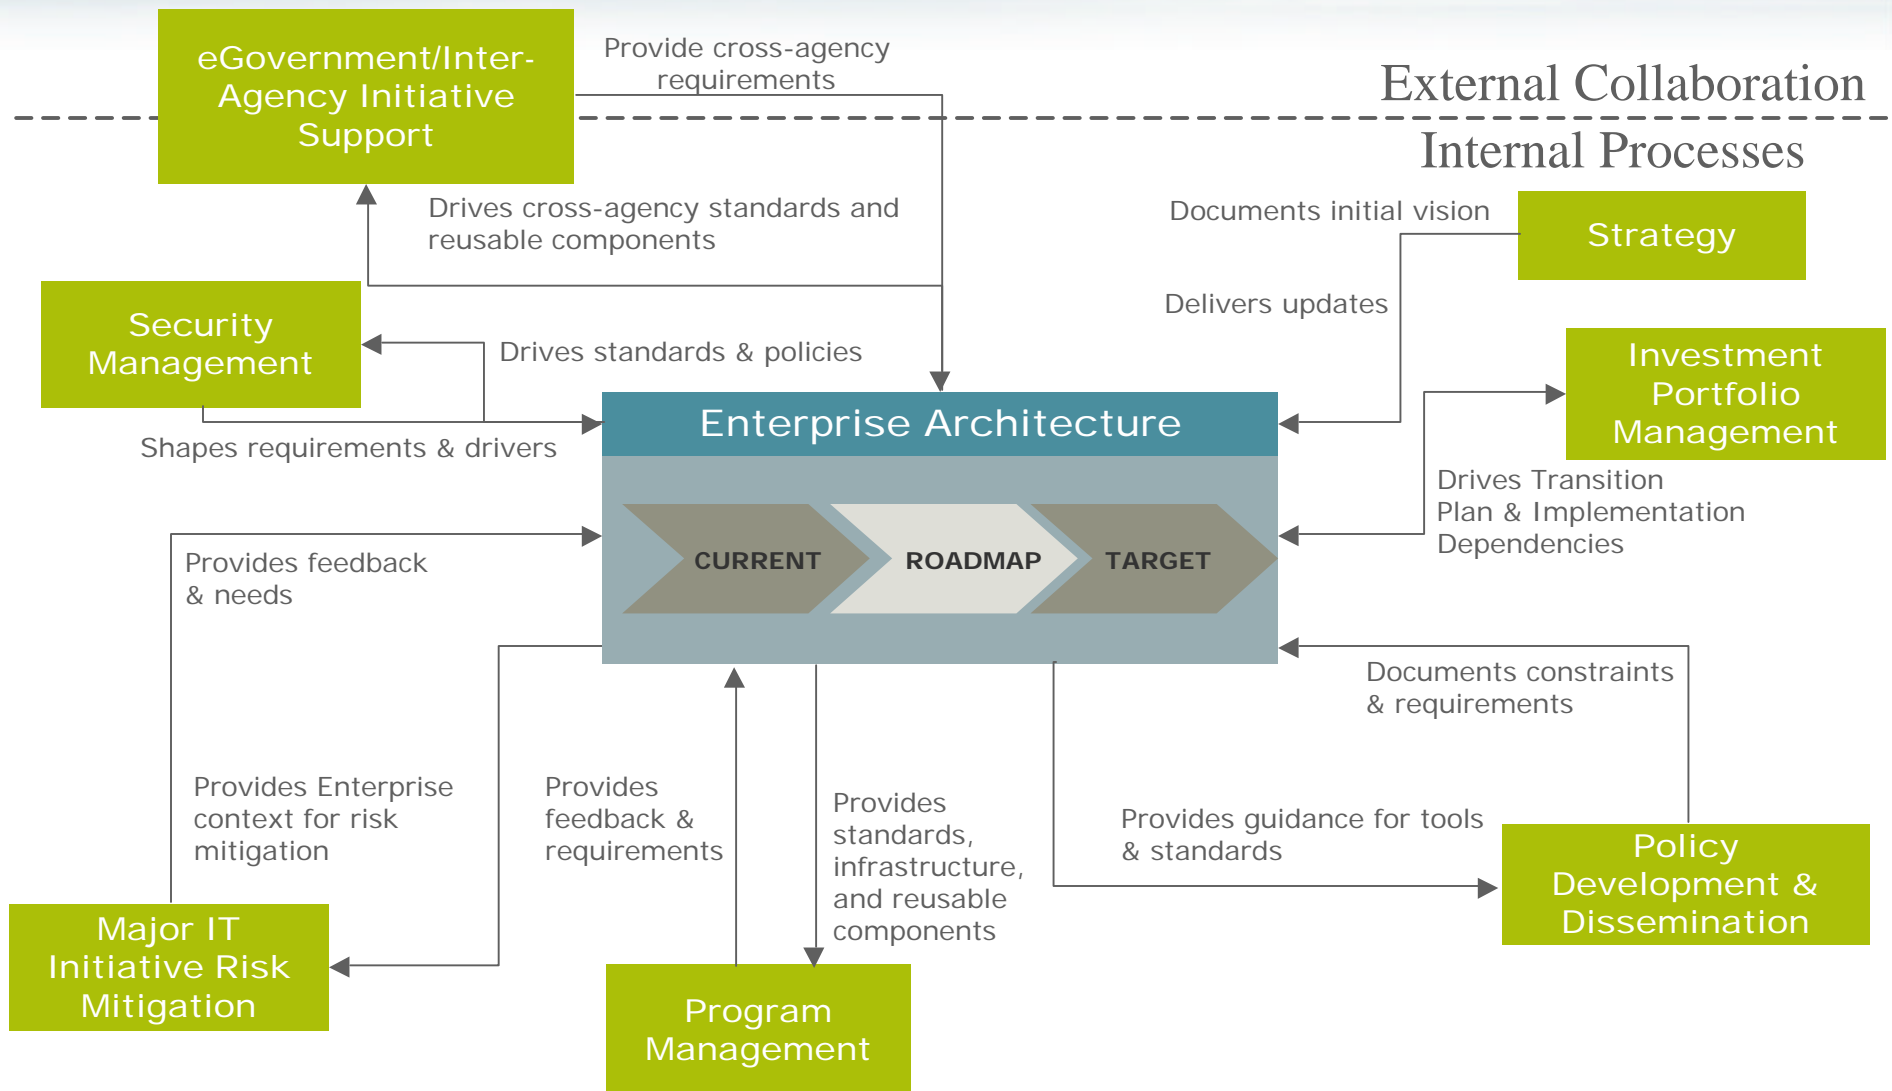 eGovernment/Inter-
Agency Initiative
Support
Provide cross-agency
requirements
External Collaboration
Internal Processes
Drives cross-agency standards and
reusable components
Documents initial vision
Strategy
Delivers updates
Security
Management
Drives standards & policies
Investment
Portfolio
Management
Enterprise Architecture
Shapes requirements & drivers
Drives Transition
Plan & Implementation
Dependencies
CURRENT
ROADMAP
TARGET
Provides feedback
& needs
Documents constraints
& requirements
Provides Enterprise
context for risk
mitigation
Provides
feedback &
requirements
Provides
standards,
infrastructure,
and reusable
components
Provides guidance for tools
& standards
Policy
Development &
Dissemination
Major IT
Initiative Risk
Mitigation
Program
Management